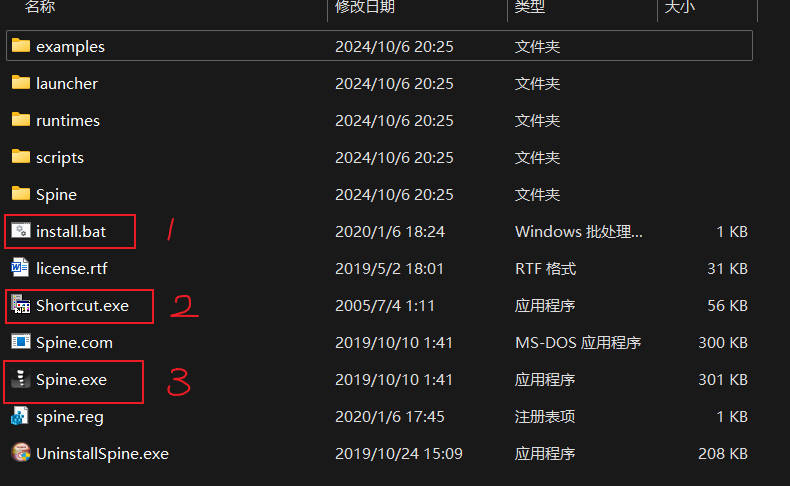 名称 修改日期 类型 大小
examples 2024/10/6 20:25 文件夹
launcher 2024/10/6 20:25 文件夹
runtimes 2024/10/6 20:25 文件夹
scripts 2024/10/6 20:25 文件夹
Spine 2024/10/6 20:25 文件夹
install.bat 1 2020/1/6 18:24 Windows 批处理... 1 KB
license.rtf 2019/5/2 18:01 RTF 格式 31 KB
Shortcut.exe 2 2005/7/4 1:11 应用程序 56 KB
Spine.com 2019/10/10 1:41 MS-DOS 应用程序 300 KB
Spine.exe 3 2019/10/10 1:41 应用程序 301 KB
spine.reg 2020/1/6 17:45 注册表项 1 KB
UninstallSpine.exe 2019/10/24 15:09 应用程序 208 KB